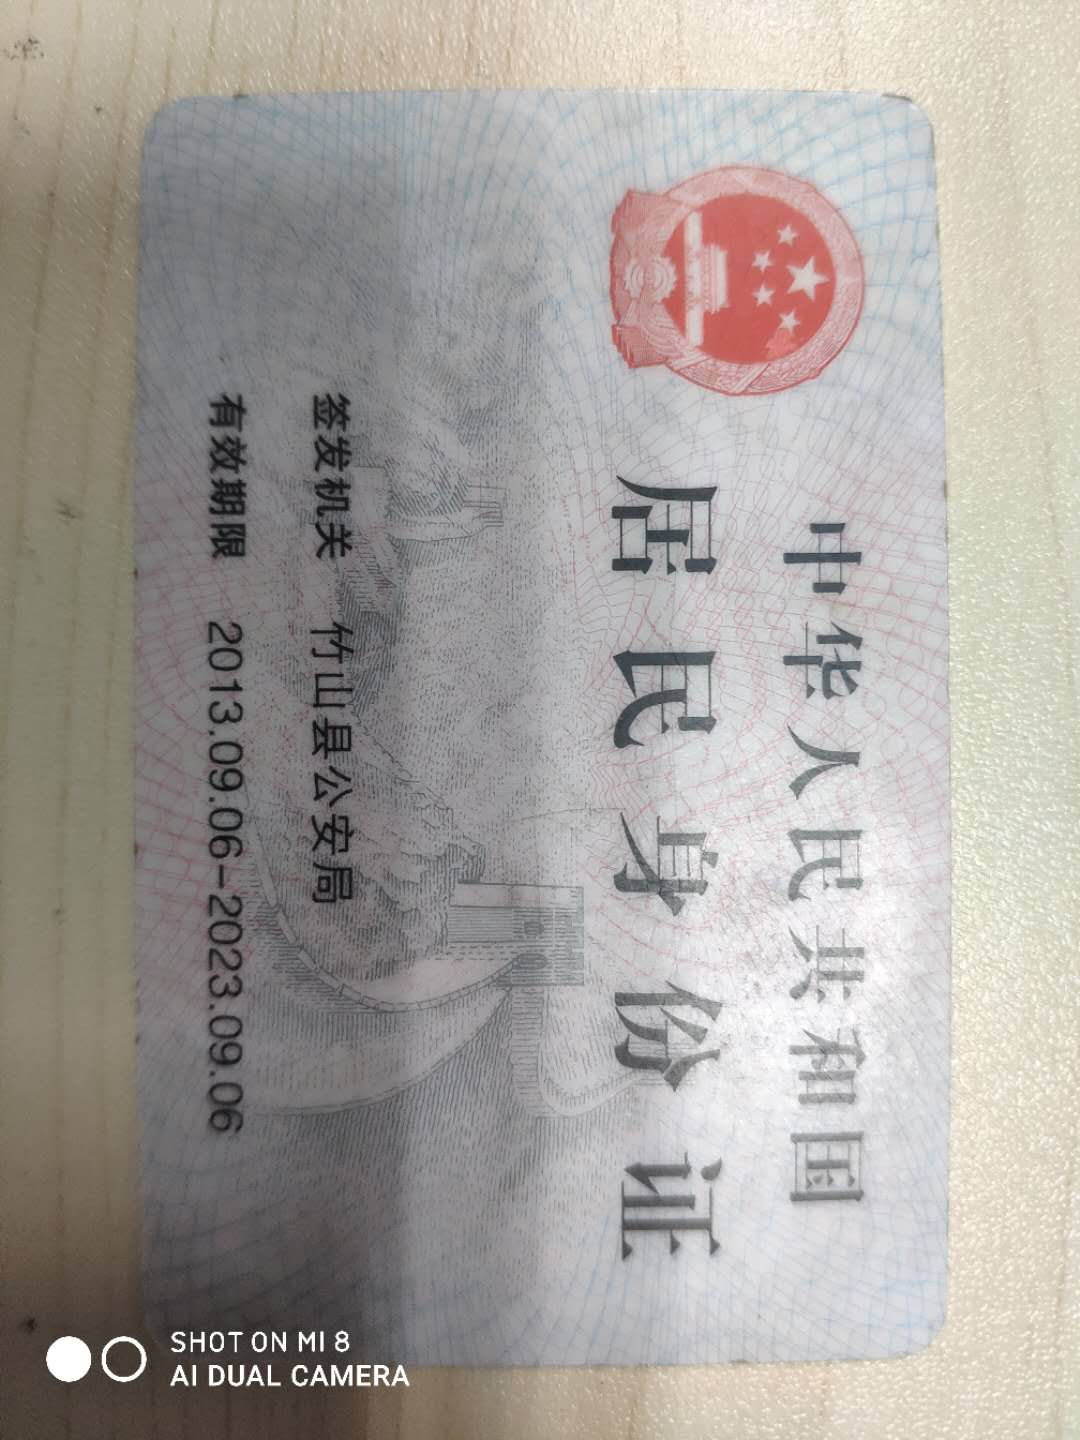 中华人民共和国
居民身份证
签发机关 竹山县公安局
有效期限 2013.09.06-2023.09.06
SHOT ON MI 8
AI DUAL CAMERA